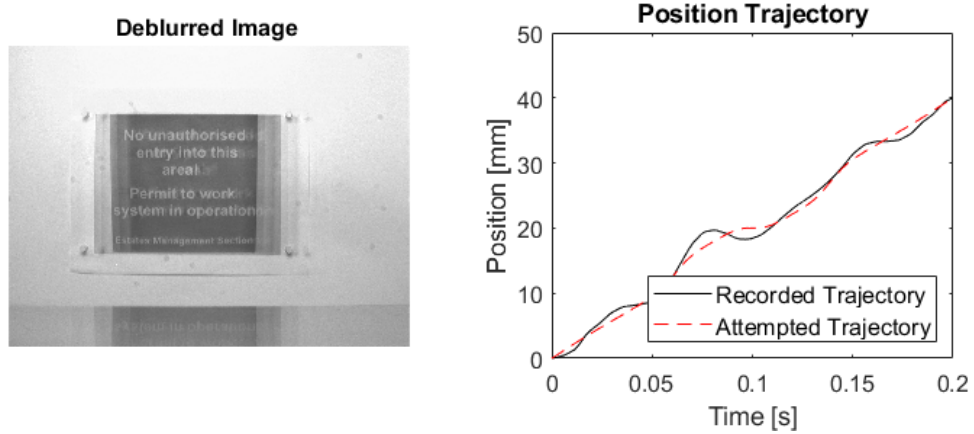 Deblurred Image
No unauthorised
entry into this
area!
Permit to work
system in operation
Estates Management Section
Position Trajectory
Position [mm]
50
40
30
20
10
0
Recorded Trajectory
Attempted Trajectory
0 0.05 0.1 0.15 0.2
Time [s]